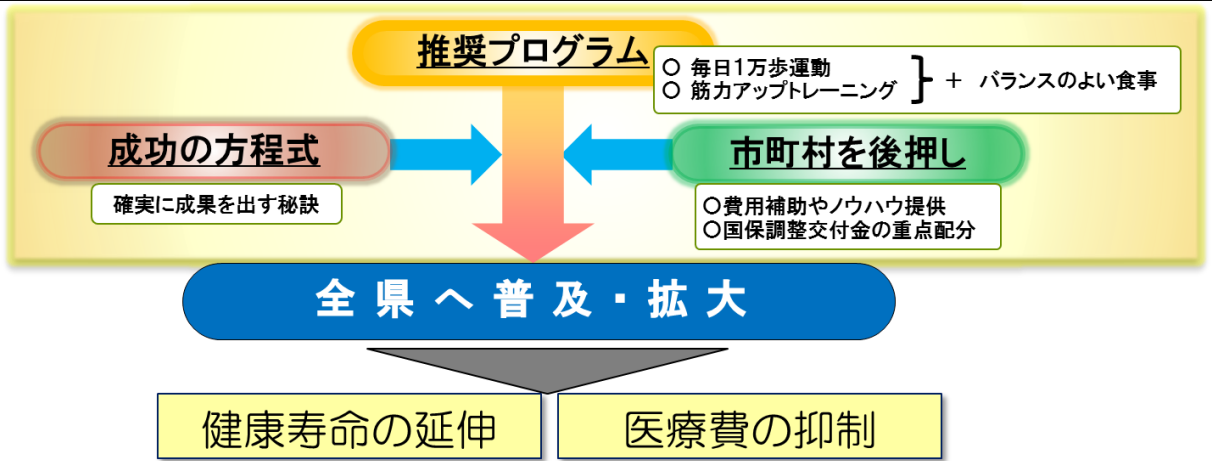 推奨プログラム
○ 毎日1万歩運動
○ 筋力アップトレーニング
} + バランスのよい食事
成功の方程式
確実に成果を出す秘訣
市町村を後押し
○費用補助やノウハウ提供
○国保調整交付金の重点配分
全県へ普及・拡大
健康寿命の延伸
医療費の抑制